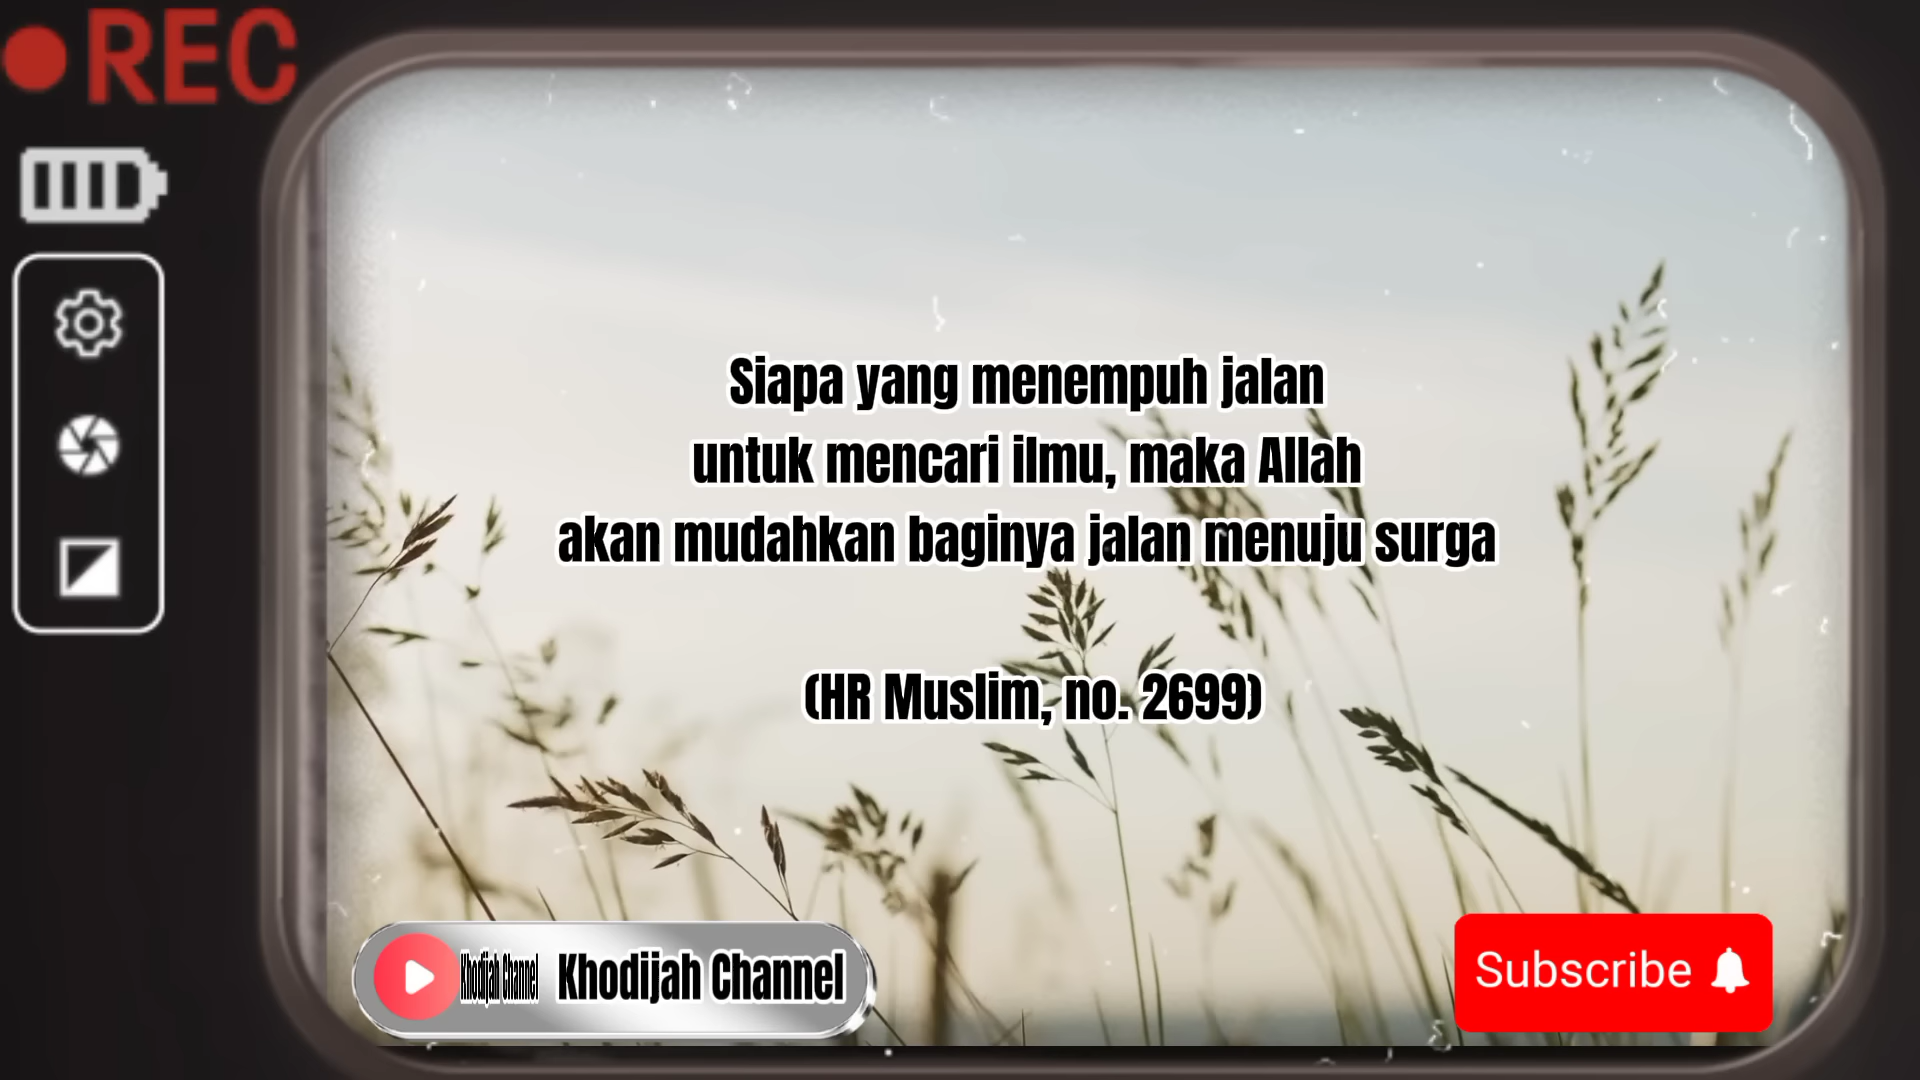 REC
Siapa yang menempuh jalan
untuk mencari ilmu, maka Allah
akan mudahkan baginya jalan menuju surga
(HR Muslim, no. 2699)
Khodijah Channel Khodijah Channel
Subscribe